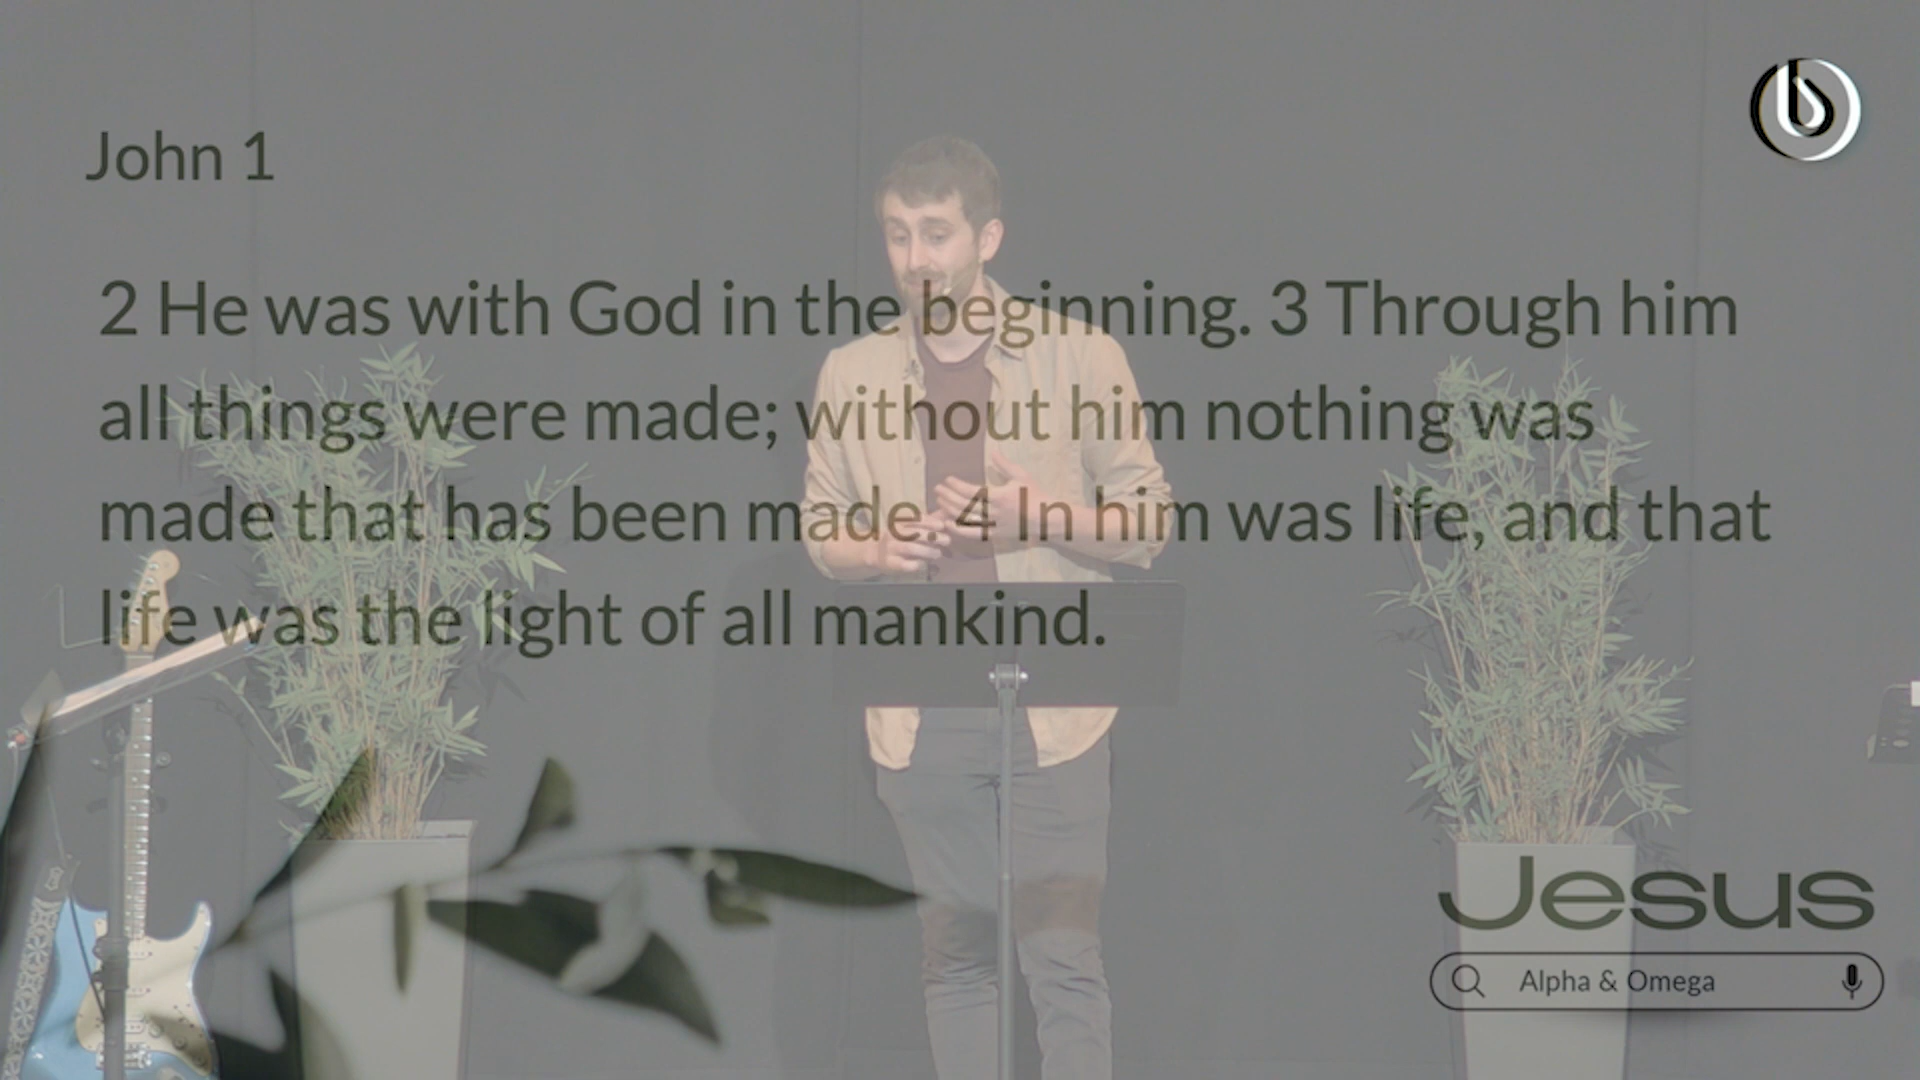 John 1
2 He was with God in the beginning. 3 Through him
all things were made; without him nothing was
made that has been made. 4 In him was life, and that
life was the light of all mankind.
Jesus
Alpha & Omega